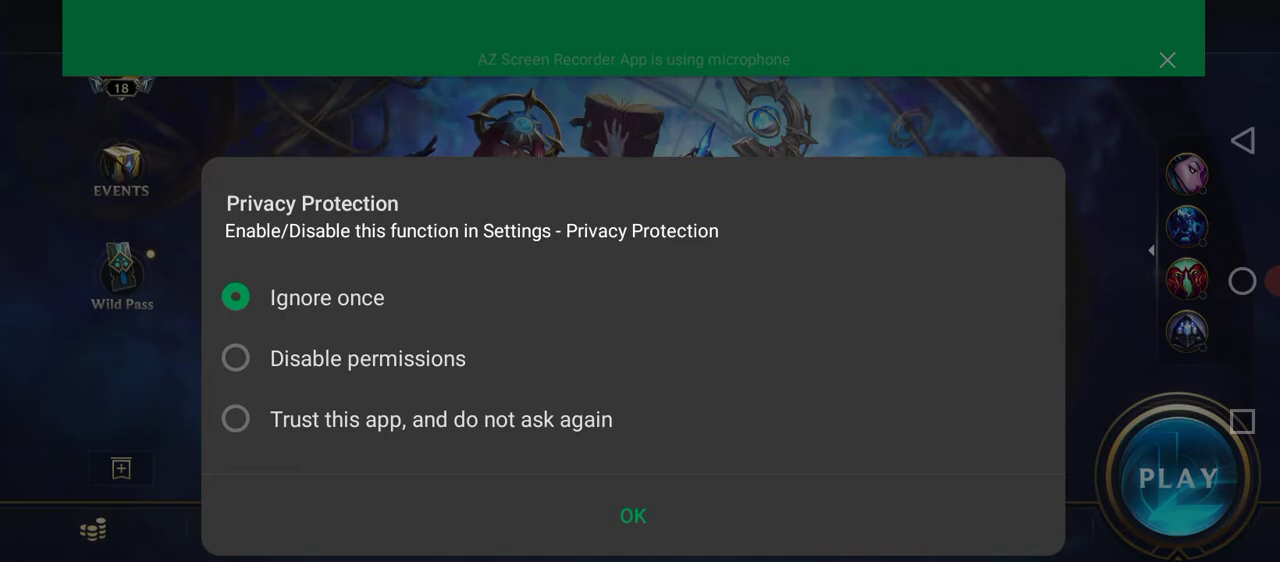 AZ Screen Recorder App is using microphone
18
EVENTS
Wild Pass
Privacy Protection
Enable/Disable this function in Settings - Privacy Protection
Ignore once
Disable permissions
Trust this app, and do not ask again
OK
PLAY